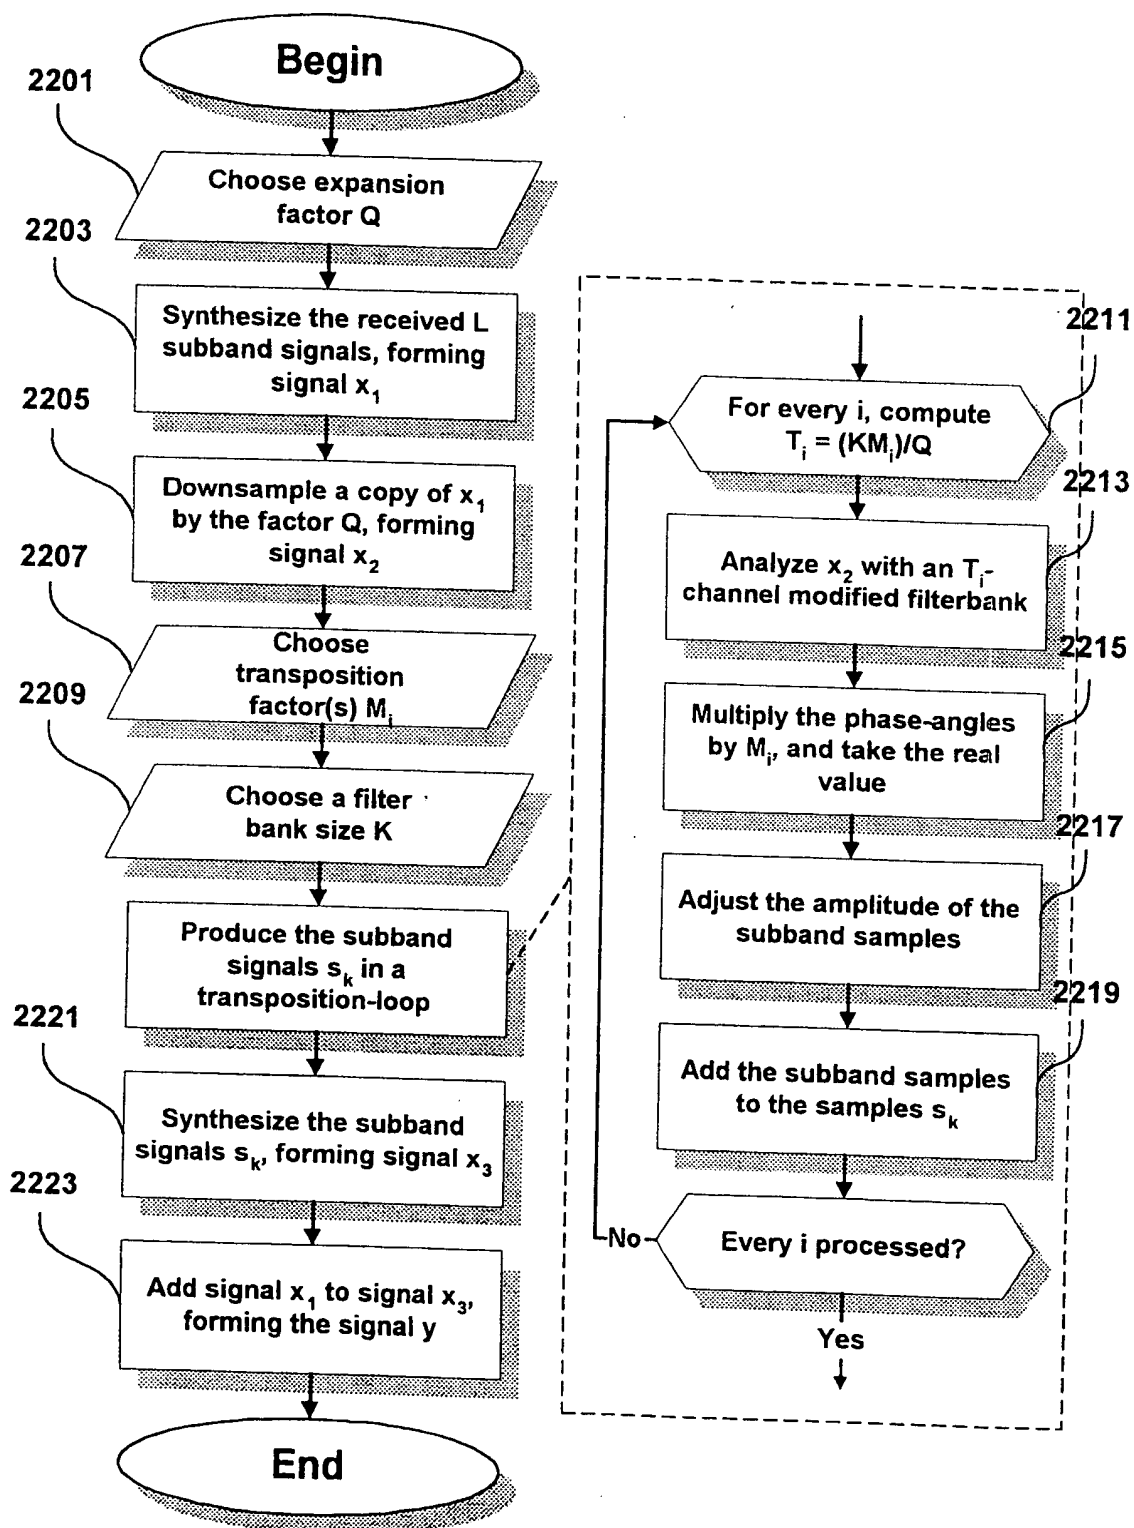 Begin
2201
Choose expansion
factor Q
2203
Synthesize the received L
subband signals, forming
signal x₁
2205
Downsample a copy of x₁
by the factor Q, forming
signal x₂
2207
Choose
transposition
factor(s) Mᵢ
2209
Choose a filter
bank size K
Produce the subband
signals sₖ in a
transposition-loop
2221
Synthesize the subband
signals sₖ, forming signal x₃
2223
Add signal x₁ to signal x₃,
forming the signal y
End
2211
For every i, compute
Tᵢ = (KMᵢ)/Q
2213
Analyze x₂ with an Tᵢ-
channel modified filterbank
2215
Multiply the phase-angles
by Mᵢ, and take the real
value
2217
Adjust the amplitude of the
subband samples
2219
Add the subband samples
to the samples sₖ
Every i processed?
No
Yes